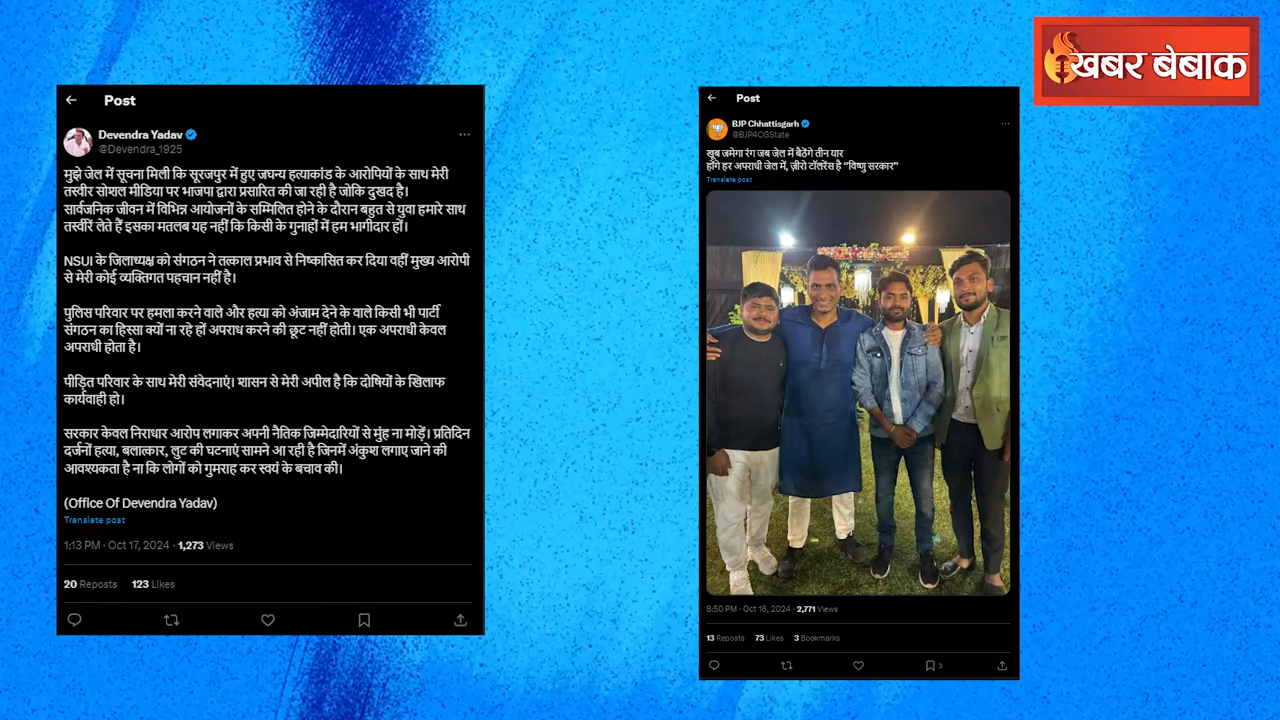 खबर बेबाक
Post
Devendra Yadav
@Devendra_1925
मुझे जेल में सूचना मिली कि सूरजपुर में हुए जघन्य हत्याकांड के आरोपियों के साथ मेरी
तस्वीर सोशल मीडिया पर भाजपा द्वारा प्रसारित की जा रही है जोकि दुखद है।
सार्वजनिक जीवन में विभिन्न आयोजनों के सम्मिलित होने के दौरान बहुत से युवा हमारे साथ
तस्वीरें लेते हैं इसका मतलब यह नहीं कि किसी के गुनाहों में हम भागीदार हों।
NSUI के जिलाध्यक्ष को संगठन ने तत्काल प्रभाव से निष्कासित कर दिया वहीं मुख्य आरोपी
से मेरी कोई व्यक्तिगत पहचान नहीं है।
पुलिस परिवार पर हमला करने वाले और हत्या को अंजाम देने के वाले किसी भी पार्टी
संगठन का हिस्सा क्यों ना रहे हों अपराध करने की छूट नहीं होती। एक अपराधी केवल
अपराधी होता है।
पीड़ित परिवार के साथ मेरी संवेदनाएं। शासन से मेरी अपील है कि दोषियों के खिलाफ
कार्यवाही हो।
सरकार केवल निराधार आरोप लगाकर अपनी नैतिक ज़िम्मेदारियों से मुंह ना मोड़ें। प्रतिदिन
दर्जनों हत्या, बलात्कार, लुट की घटनाएं सामने आ रही है जिनमें अंकुश लगाए जाने की
आवश्यकता है ना कि लोगों को गुमराह कर स्वयं के बचाव की।
(Office Of Devendra Yadav)
Translate post
1:13 PM · Oct 17, 2024 · 1,273 Views
20 Reposts 123 Likes
Post
BJP Chhattisgarh
@BJP4CGState
खूब जमेगा रंग जब जेल में बैठेंगे तीन यार
होंगे हर अपराधी जेल में, ज़ीरो टॉलरेंस है "विष्णु सरकार"
Translate post
8:50 PM · Oct 16, 2024 · 2,771 Views
13 Reposts 73 Likes 3 Bookmarks
3